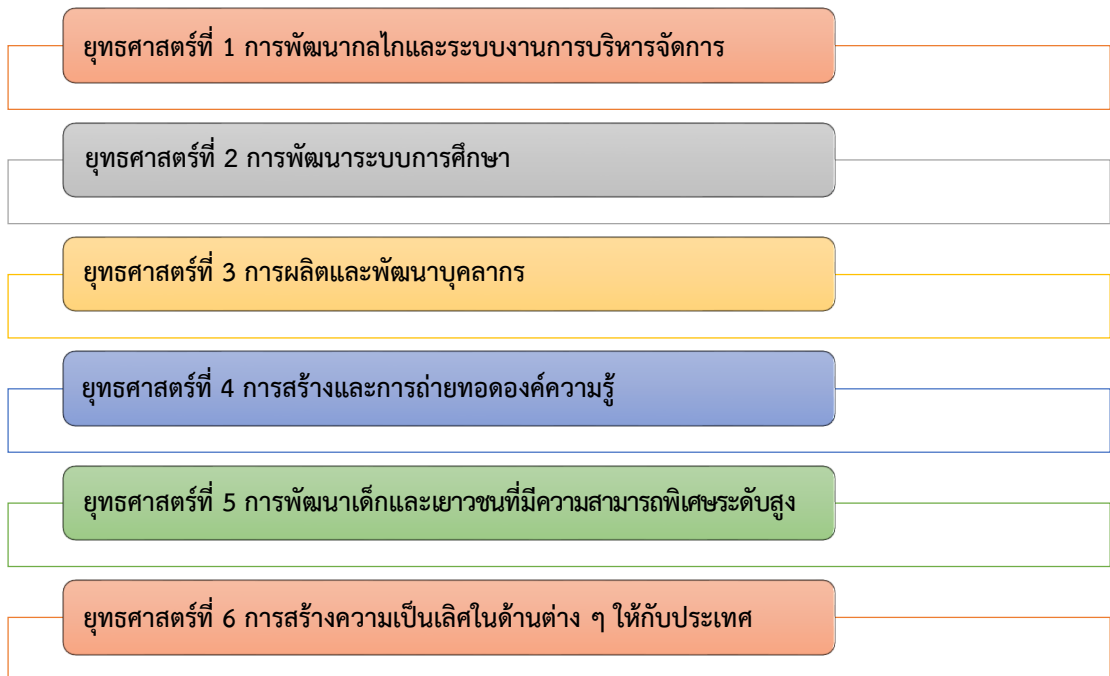 ยุทธศาสตร์ที่ 1 การพัฒนากลไกและระบบงานการบริหารจัดการ
ยุทธศาสตร์ที่ 2 การพัฒนาระบบการศึกษา
ยุทธศาสตร์ที่ 3 การผลิตและพัฒนาบุคลากร
ยุทธศาสตร์ที่ 4 การสร้างและการถ่ายทอดองค์ความรู้
ยุทธศาสตร์ที่ 5 การพัฒนาเด็กและเยาวชนที่มีความสามารถพิเศษระดับสูง
ยุทธศาสตร์ที่ 6 การสร้างความเป็นเลิศในด้านต่าง ๆ ให้กับประเทศ